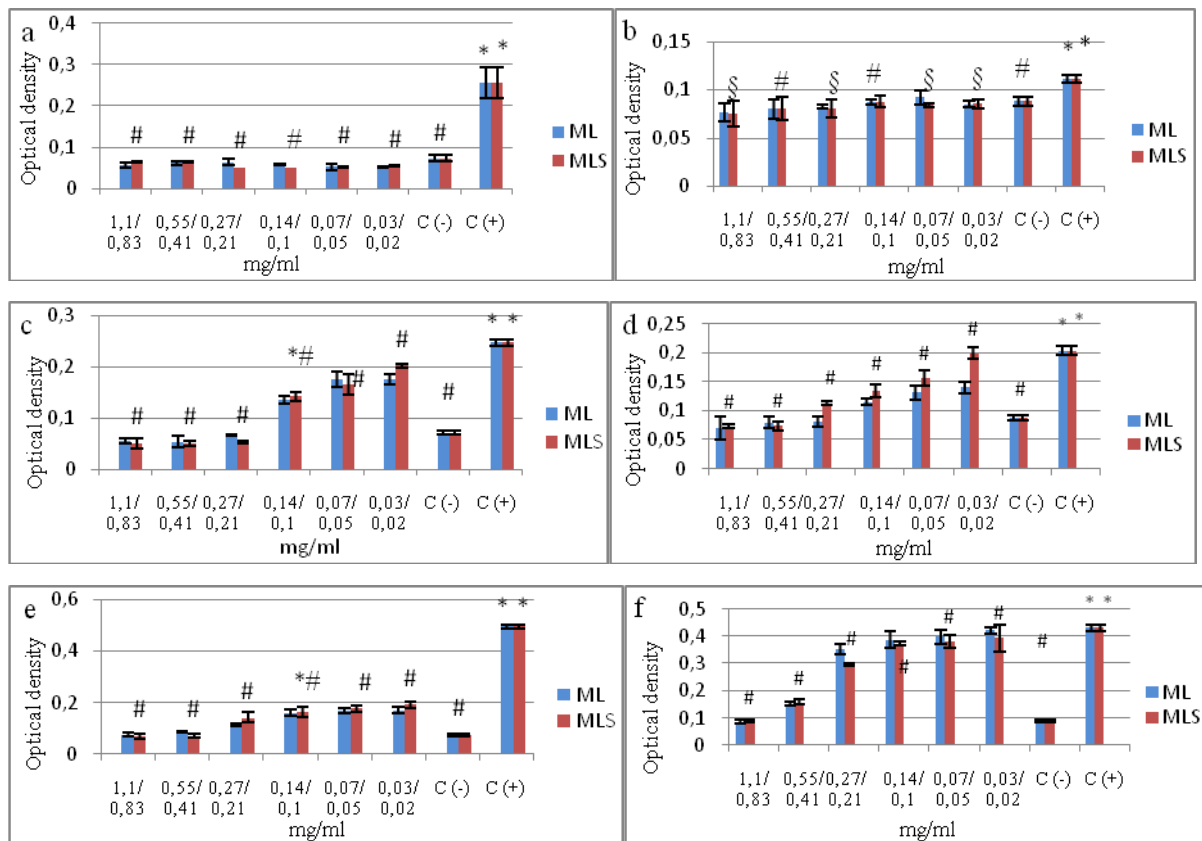 a
Optical density
0,4
0,3
0,2
0,1
0
* *
# # # # # # #
ML
MLS
1,1/ 0,55/ 0,27/ 0,14/ 0,07/ 0,03/ C (-) C (+)
0,83 0,41 0,21 0,1 0,05 0,02
mg/ml
b
Optical density
0,15
0,1
0,05
0
* *
§ # § # § § #
ML
MLS
1,1/ 0,55/ 0,27/ 0,14/ 0,07/ 0,03/ C (-) C (+)
0,83 0,41 0,21 0,1 0,05 0,02
mg/ml
c
Optical density
0,3
0,2
0,1
0
* *
# # # *# # # #
ML
MLS
1,1/ 0,55/ 0,27/ 0,14/ 0,07/ 0,03/ C (-) C (+)
0,83 0,41 0,21 0,1 0,05 0,02
mg/ml
d
Optical density
0,25
0,2
0,15
0,1
0,05
0
* *
# # # # # # #
ML
MLS
1,1/ 0,55/ 0,27/ 0,14/ 0,07/ 0,03/ C (-) C (+)
0,83 0,41 0,21 0,1 0,05 0,02
mg/ml
e
Optical density
0,6
0,4
0,2
0
* *
# # # *# # # #
ML
MLS
1,1/ 0,55/ 0,27/ 0,14/ 0,07/ 0,03/ C (-) C (+)
0,83 0,41 0,21 0,1 0,05 0,02
mg/ml
f
Optical density
0,5
0,4
0,3
0,2
0,1
0
* *
# # # # # # #
ML
MLS
1,1/ 0,55/ 0,27/ 0,14/ 0,07/ 0,03/ C (-) C (+)
0,83 0,41 0,21 0,1 0,05 0,02
mg/ml